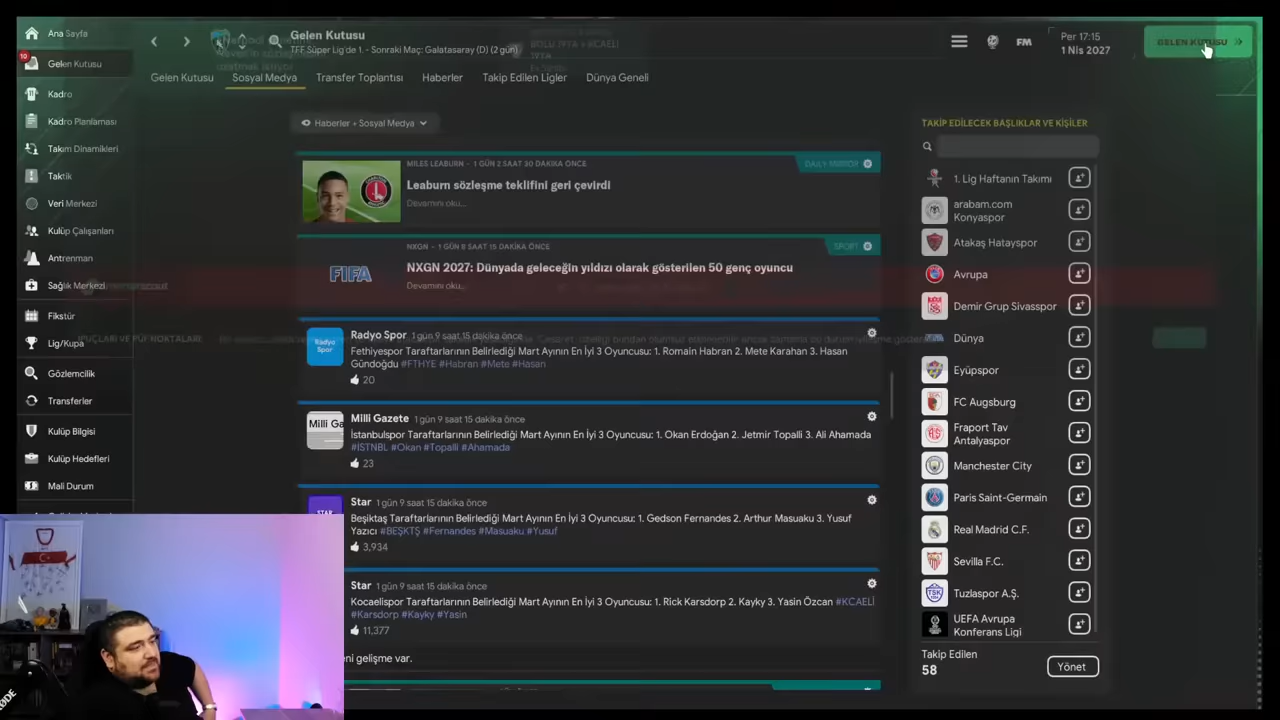 Ana Sayfa
10
Gelen Kutusu
Kadro
Kadro Planlaması
Takım Dinamikleri
Taktik
Veri Merkezi
Kulüp Çalışanları
Antrenman
Sağlık Merkezi
Fikstür
Lig/Kupa
Gözlemcilik
Transferler
Kulüp Bilgisi
Kulüp Hedefleri
Mali Durum
Gelen Kutusu
TFF Süper Lig'de 1. - Sonraki Maç: Galatasaray (D) (2 gün)
FM
Per 17:15
1 Nis 2027
GELEN KUTUSU
Gelen Kutusu
Sosyal Medya
Transfer Toplantısı
Haberler
Takip Edilen Ligler
Dünya Geneli
Haberler + Sosyal Medya
MILES LEABURN - 1 GÜN 2 SAAT 30 DAKIKA ÖNCE
DAILY MIRROR
Leaburn sözleşme teklifini geri çevirdi
Devamını oku...
NXGN - 1 GÜN 8 SAAT 15 DAKIKA ÖNCE
SPORT
FIFA
NXGN 2027: Dünyada geleceğin yıldızı olarak gösterilen 50 genç oyuncu
Devamını oku...
Radyo Spor
Radyo Spor 1 gün 9 saat 15 dakika önce
Fethiyespor Taraftarlarının Belirlediği Mart Ayının En İyi 3 Oyuncusu: 1. Romain Habran 2. Mete Karahan 3. Hasan
Gündoğdu #FTHYE #Habran #Mete #Hasan
20
Milli Ga
Milli Gazete 1 gün 9 saat 15 dakika önce
İstanbulspor Taraftarlarının Belirlediği Mart Ayının En İyi 3 Oyuncusu: 1. Okan Erdoğan 2. Jetmir Topalli 3. Ali Ahamada
#İSTNBL #Okan #Topalli #Ahamada
23
STAR
Star 1 gün 9 saat 15 dakika önce
Beşiktaş Taraftarlarının Belirlediği Mart Ayının En İyi 3 Oyuncusu: 1. Gedson Fernandes 2. Arthur Masuaku 3. Yusuf
Yazıcı #BEŞKTŞ #Fernandes #Masuaku #Yusuf
3,934
Star 1 gün 9 saat 15 dakika önce
Kocaelispor Taraftarlarının Belirlediği Mart Ayının En İyi 3 Oyuncusu: 1. Rick Karsdorp 2. Kayky 3. Yasin Özcan #KCAELİ
#Karsdorp #Kayky #Yasin
11,377
eni gelişme var.
TAKİP EDİLECEK BAŞLIKLAR VE KİŞİLER
1. Lig Haftanın Takımı
arabam.com
Konyaspor
Atakaş Hatayspor
Avrupa
Demir Grup Sivasspor
Dünya
Eyüpspor
FC Augsburg
Fraport Tav
Antalyaspor
Manchester City
Paris Saint-Germain
Real Madrid C.F.
Sevilla F.C.
Tuzlaspor A.Ş.
UEFA Avrupa
Konferans Ligi
Takip Edilen
58
Yönet